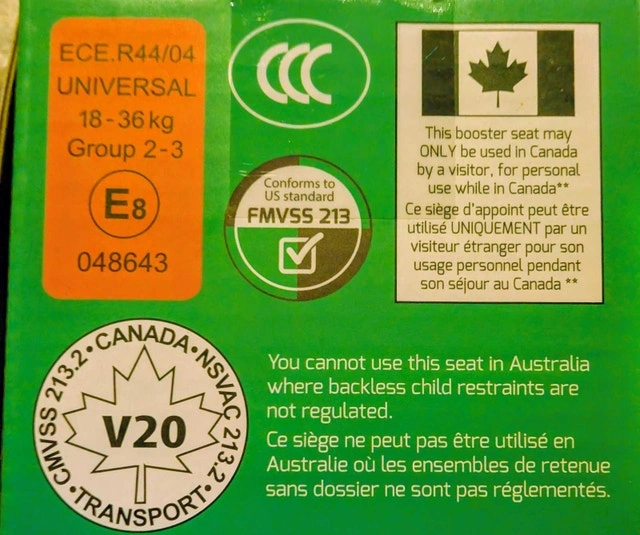 ECE.R44/04
UNIVERSAL
18-36kg
Group 2-3
E8
048643
CCC
Conforms to
US standard
FMVSS 213
This booster seat may
ONLY be used in Canada
by a visitor, for personal
use while in Canada**
Ce siège d'appoint peut être
utilisé UNIQUEMENT par un
visiteur étranger pour son
usage personnel pendant
son séjour au Canada **
CMVSS 213.2 • CANADA • NSVAC 213.2 • TRANSPORT •
V20
You cannot use this seat in Australia
where backless child restraints are
not regulated.
Ce siège ne peut pas être utilisé en
Australie où les ensembles de retenue
sans dossier ne sont pas réglementés.